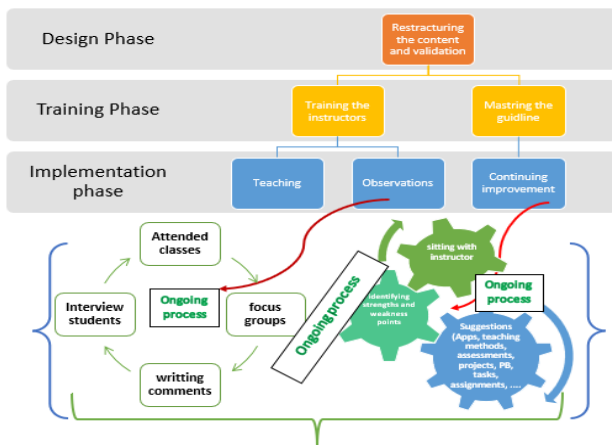 Design Phase
Restracturing
the content
and validation
Training Phase
Training the
instructors
Mastring the
guidline
Implementation
phase
Teaching
Observations
Continuing
improvement
Attended
classes
Interview
students
Ongoing
process
focus
groups
writting
comments
Ongoing process
sitting with
instructor
Identifying
strengths and
weakness
points
Ongoing
process
Suggestions
(Apps, teaching
methods,
assessments,
projects, PB,
tasks,
assignments, .....